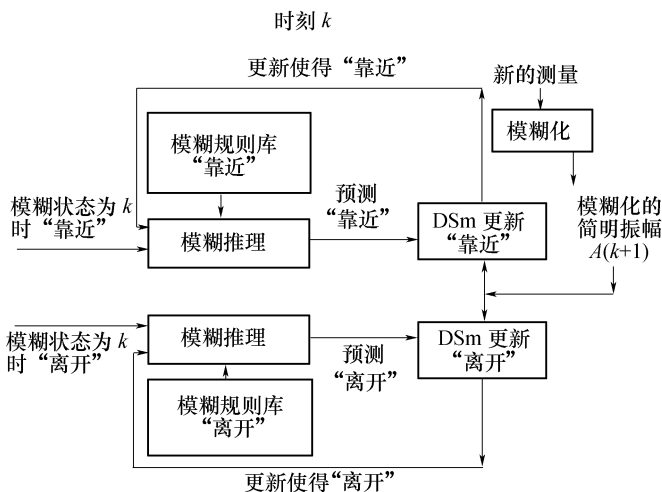 时刻 k
更新使得“靠近”
新的测量
模糊化
模糊规则库
“靠近”
模糊状态为 k
时“靠近”
模糊推理
预测
“靠近”
DSm 更新
“靠近”
模糊化的
简明振幅
A(k+1)
模糊状态为 k
时“离开”
模糊推理
预测
“离开”
DSm 更新
“离开”
模糊规则库
“离开”
更新使得“离开”